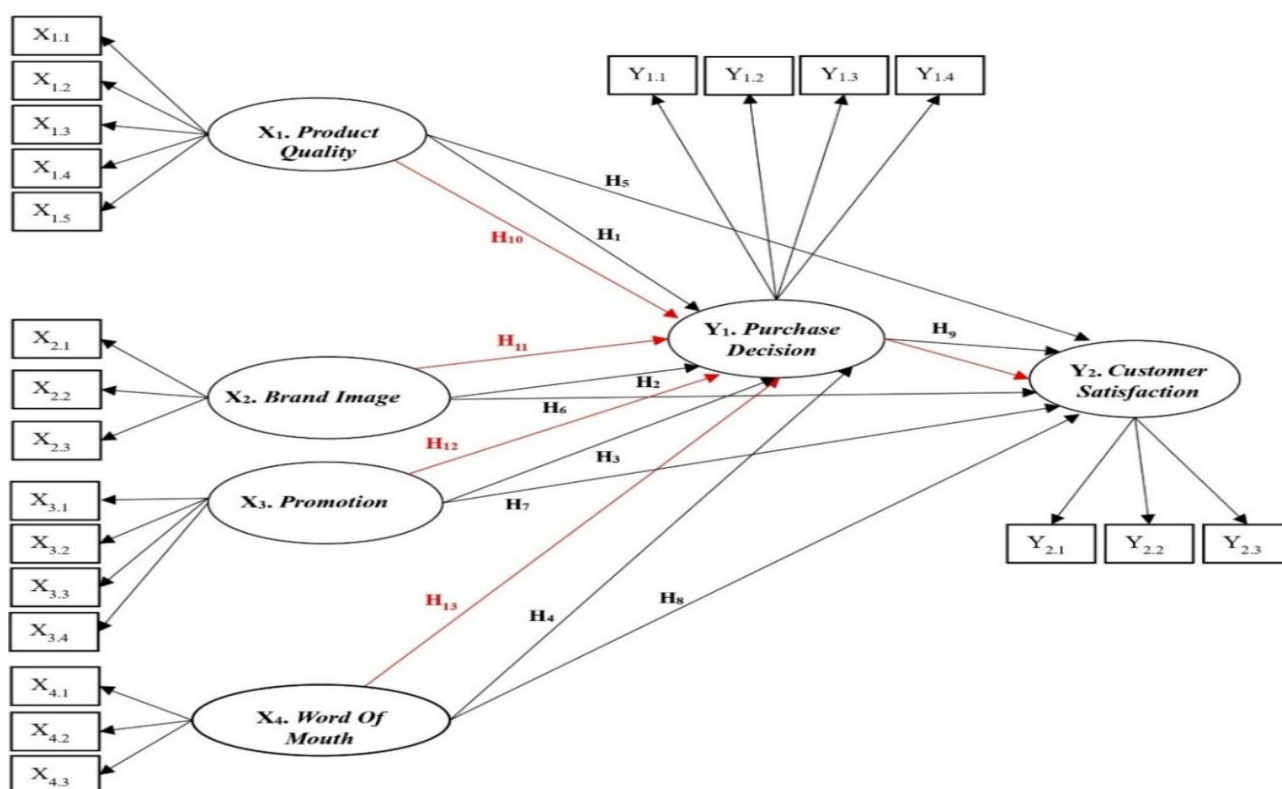 X1.1
X1.2
X1.3
X1.4
X1.5
X1. Product
Quality
Y1.1
Y1.2
Y1.3
Y1.4
H5
H10
H1
X2.1
X2.2
X2.3
X2. Brand Image
H11
H2
H6
H12
Y1. Purchase
Decision
H9
Y2. Customer
Satisfaction
X3.1
X3.2
X3.3
X3.4
X3. Promotion
H3
H7
Y2.1
Y2.2
Y2.3
H13
H4
H8
X4.1
X4.2
X4.3
X4. Word Of
Mouth